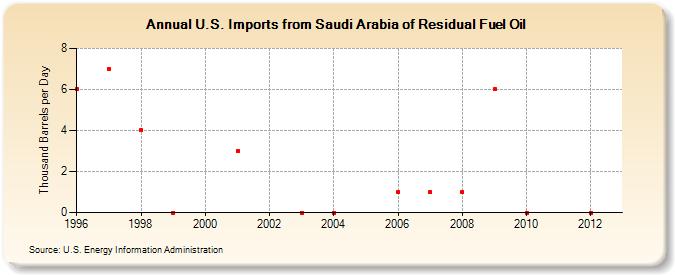 Annual U.S. Imports from Saudi Arabia of Residual Fuel Oil
Thousand Barrels per Day
8
6
4
2
0
1996 1998 2000 2002 2004 2006 2008 2010 2012
Source: U.S. Energy Information Administration